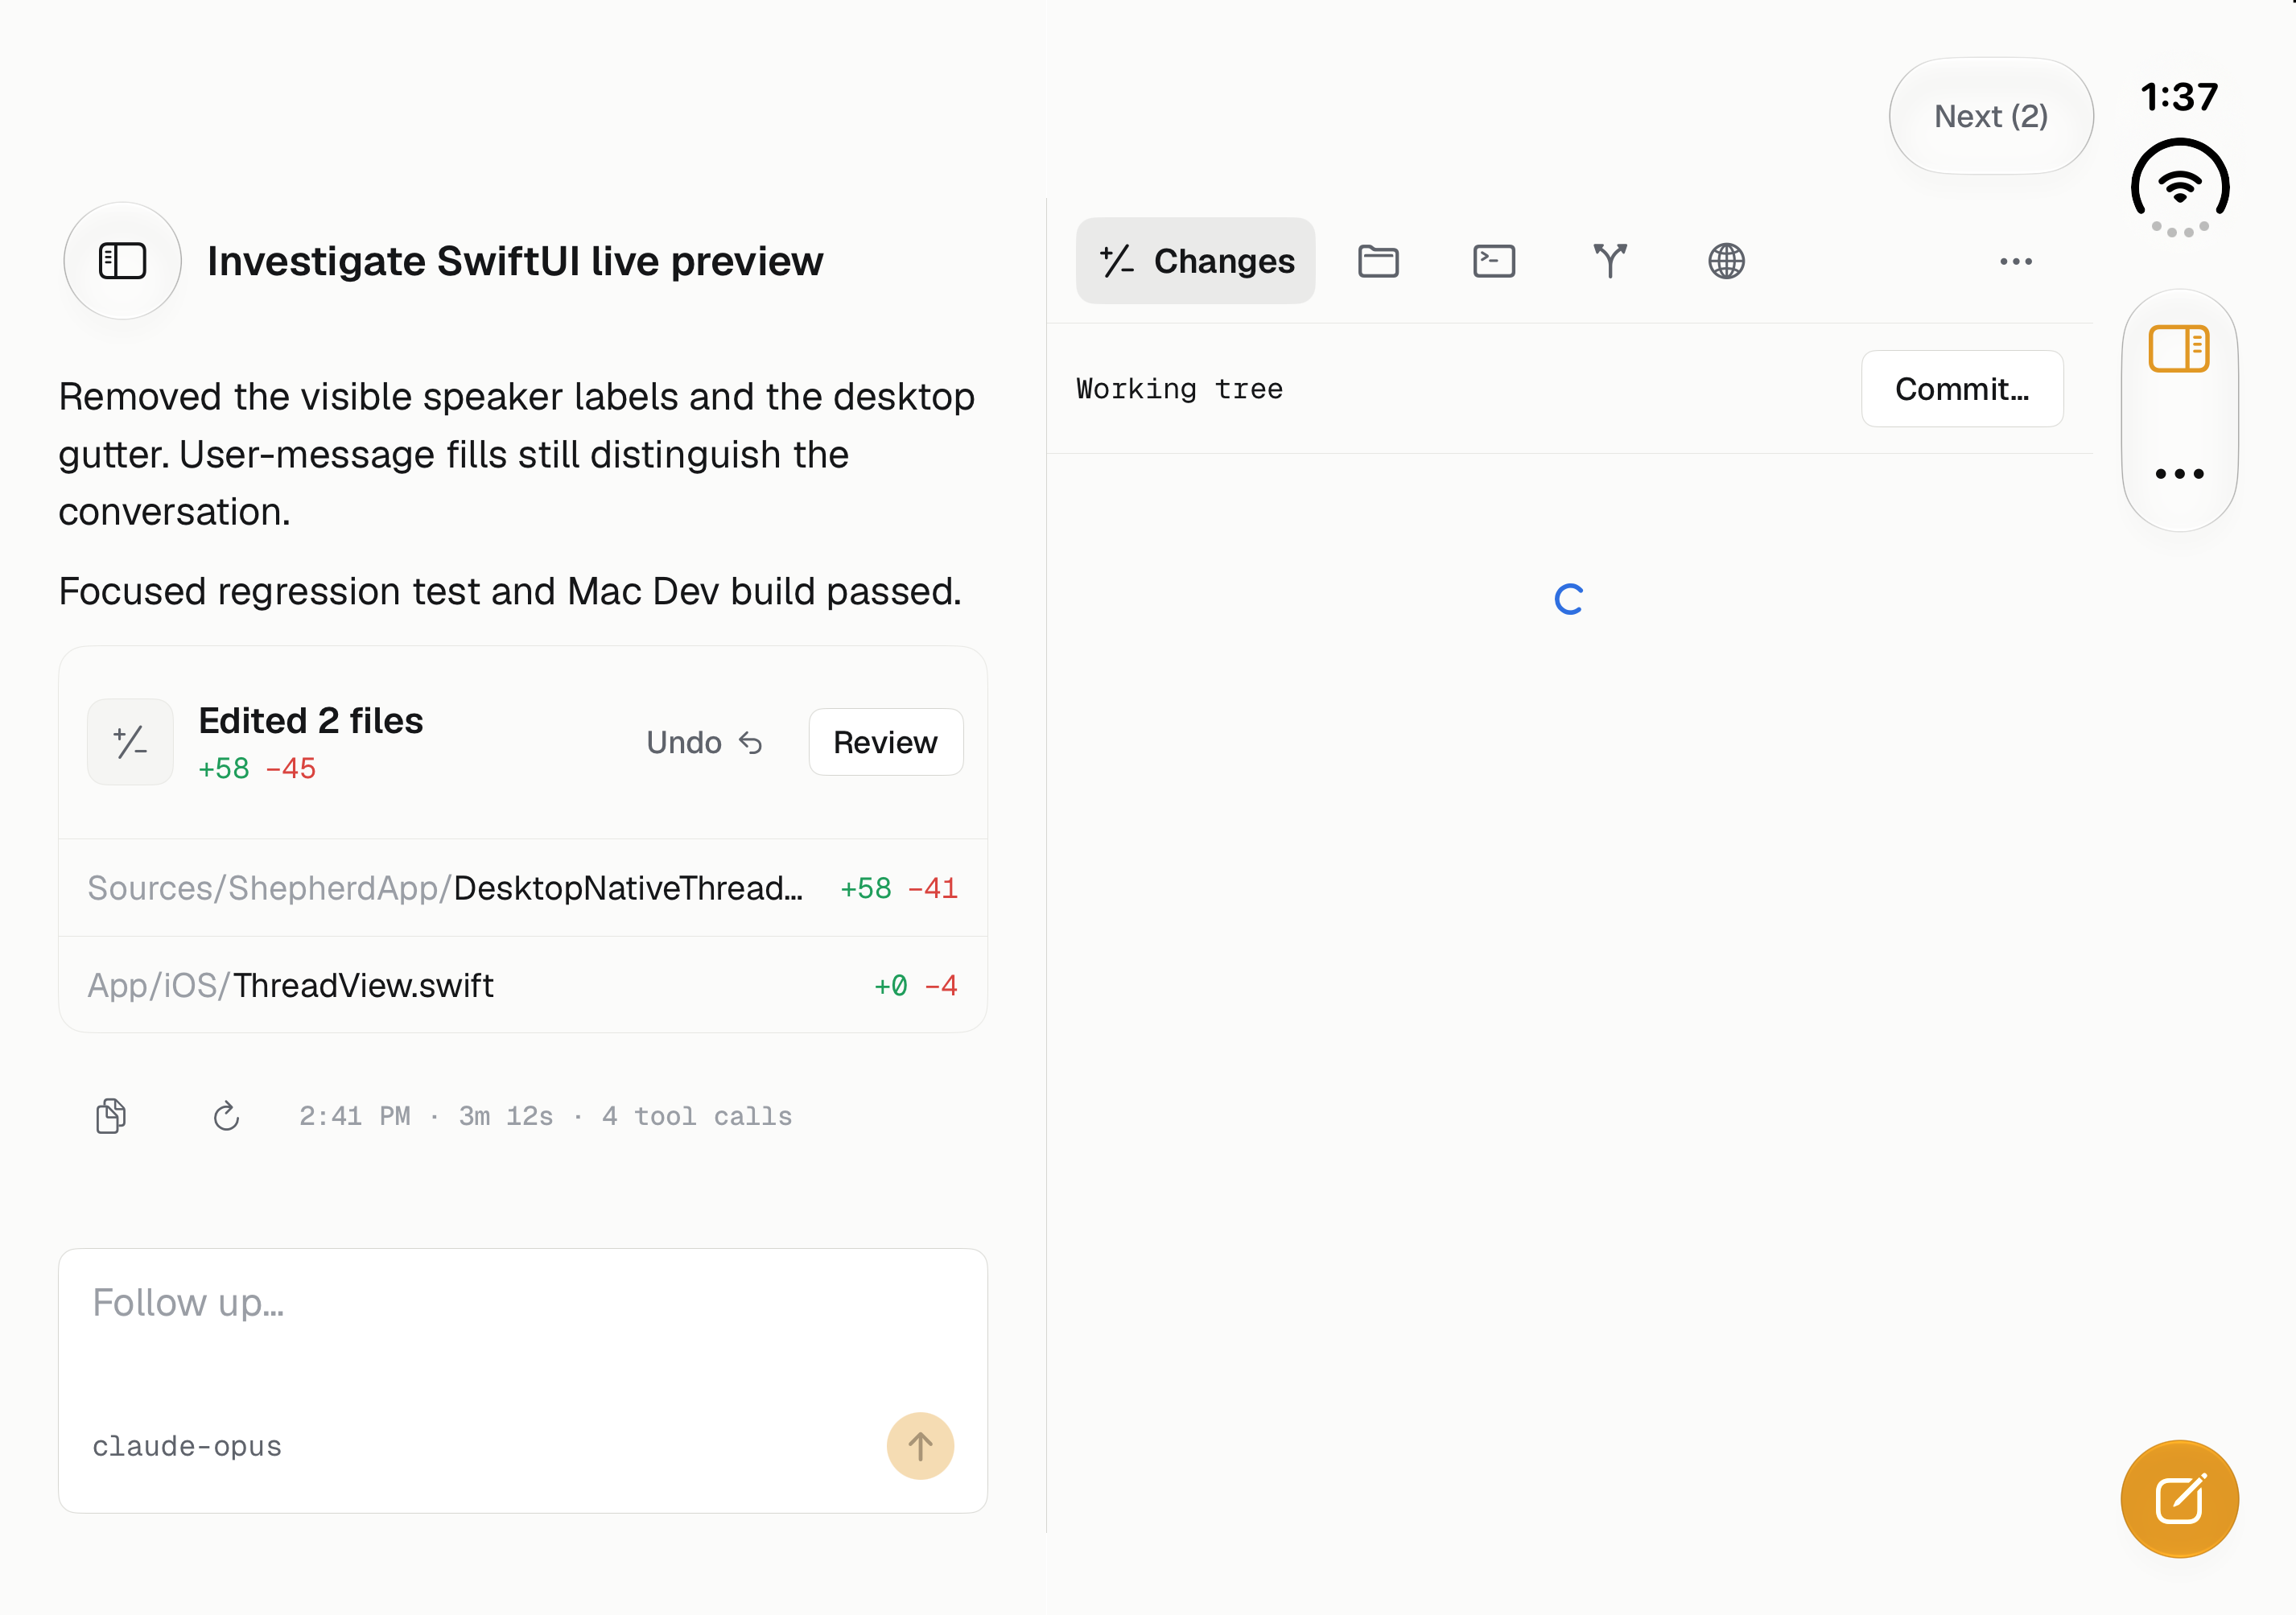 1:37
Next (2)
Investigate SwiftUI live preview
Removed the visible speaker labels and the desktop
gutter. User-message fills still distinguish the
conversation.
Focused regression test and Mac Dev build passed.
Edited 2 files
+58 −45
Undo
Review
Sources/ShepherdApp/DesktopNativeThread... +58 −41
App/iOS/ThreadView.swift +0 −4
2:41 PM · 3m 12s · 4 tool calls
Follow up...
claude-opus
Changes
Working tree
Commit...